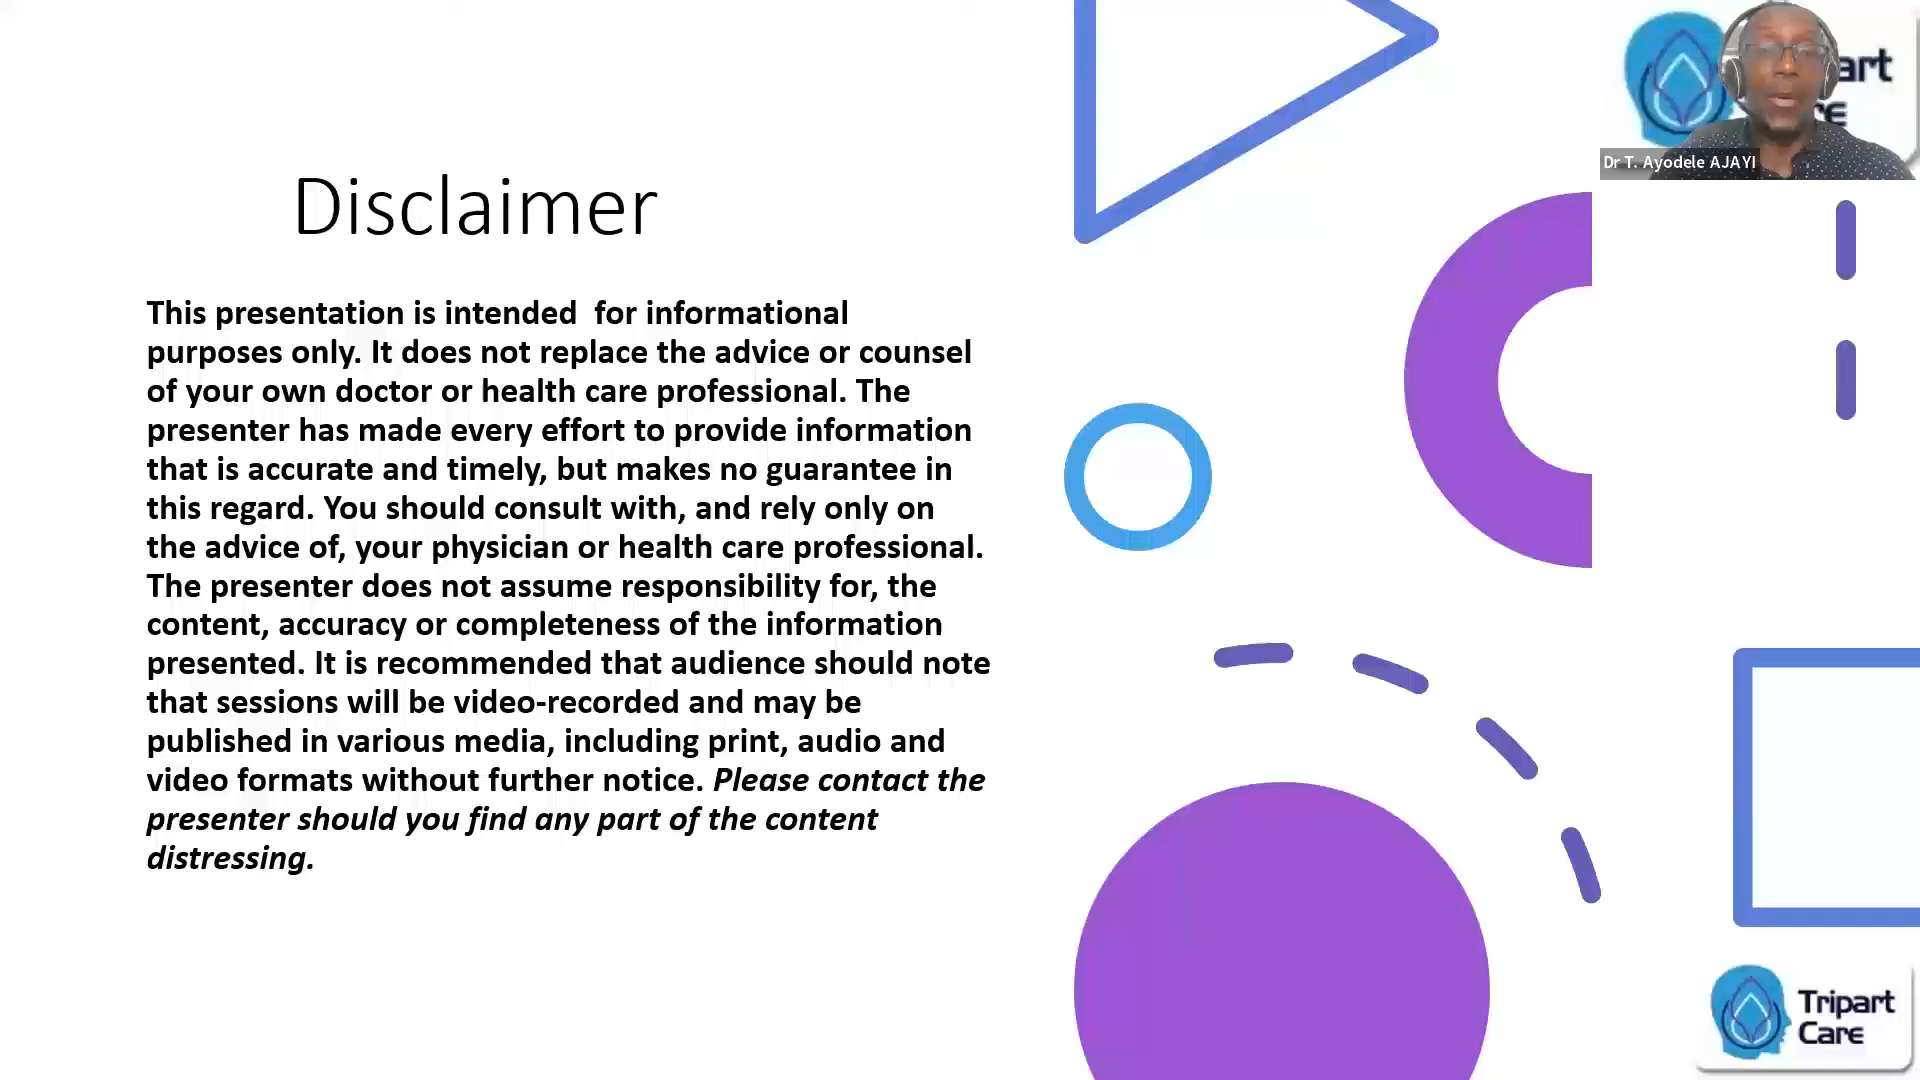 Disclaimer
This presentation is intended  for informational
purposes only. It does not replace the advice or counsel
of your own doctor or health care professional. The
presenter has made every effort to provide information
that is accurate and timely, but makes no guarantee in
this regard. You should consult with, and rely only on
the advice of, your physician or health care professional.
The presenter does not assume responsibility for, the
content, accuracy or completeness of the information
presented. It is recommended that audience should note
that sessions will be video-recorded and may be
published in various media, including print, audio and
video formats without further notice. Please contact the
presenter should you find any part of the content
distressing.
art
re
Dr T. Ayodele AJAYI
Tripart
Care